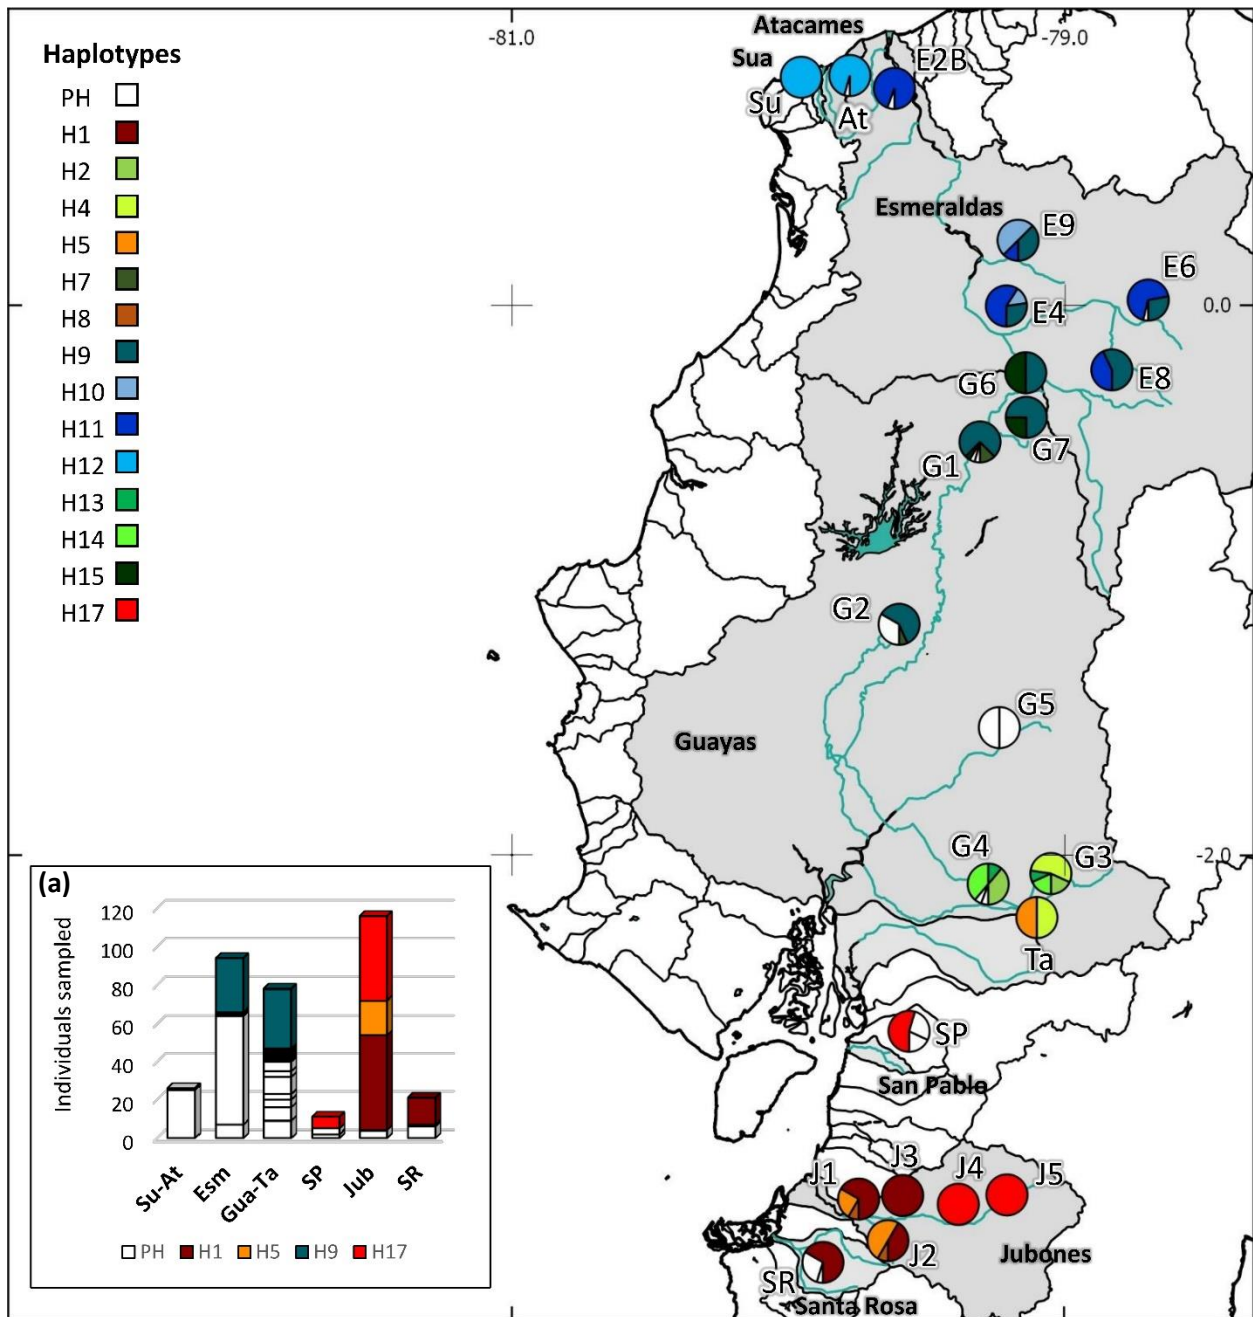 Haplotypes
PH
H1
H2
H4
H5
H7
H8
H9
H10
H11
H12
H13
H14
H15
H17
-81.0
-79.0
Atacames
Sua
E2B
Su
At
Esmeraldas
E9
E6
0.0
E4
G6
E8
G7
G1
G2
G5
Guayas
G4
G3
-2.0
Ta
SP
San Pablo
J3
J1
J4
J5
J2
Jubones
SR
Santa Rosa
(a)
Individuals sampled
120
100
80
60
40
20
0
Su-At
Esm
Gua-Ta
SP
Jub
SR
PH H1 H5 H9 H17